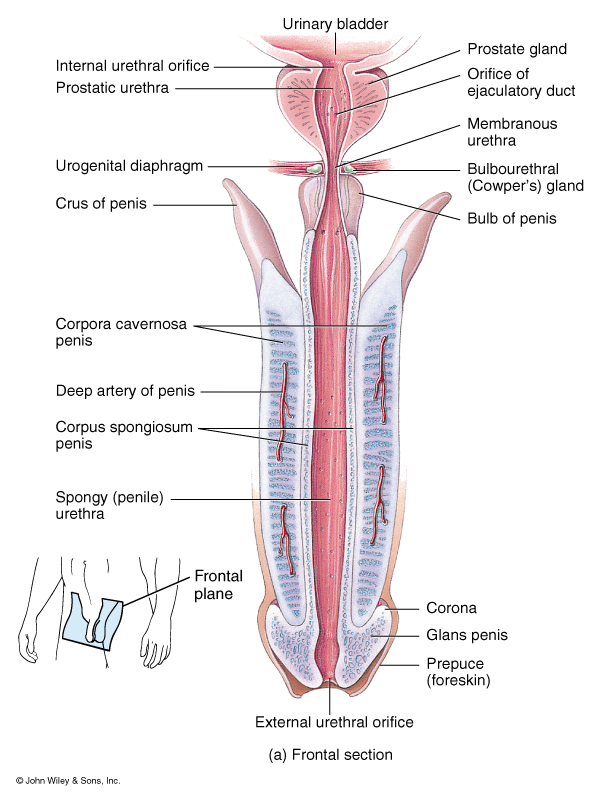 Urinary bladder
Internal urethral orifice
Prostatic urethra
Urogenital diaphragm
Crus of penis
Corpora cavernosa
penis
Deep artery of penis
Corpus spongiosum
penis
Spongy (penile)
urethra
Prostate gland
Orifice of
ejaculatory duct
Membranous
urethra
Bulbourethral
(Cowper's) gland
Bulb of penis
Frontal
plane
Corona
Glans penis
Prepuce
(foreskin)
External urethral orifice
(a) Frontal section
© John Wiley & Sons, Inc.